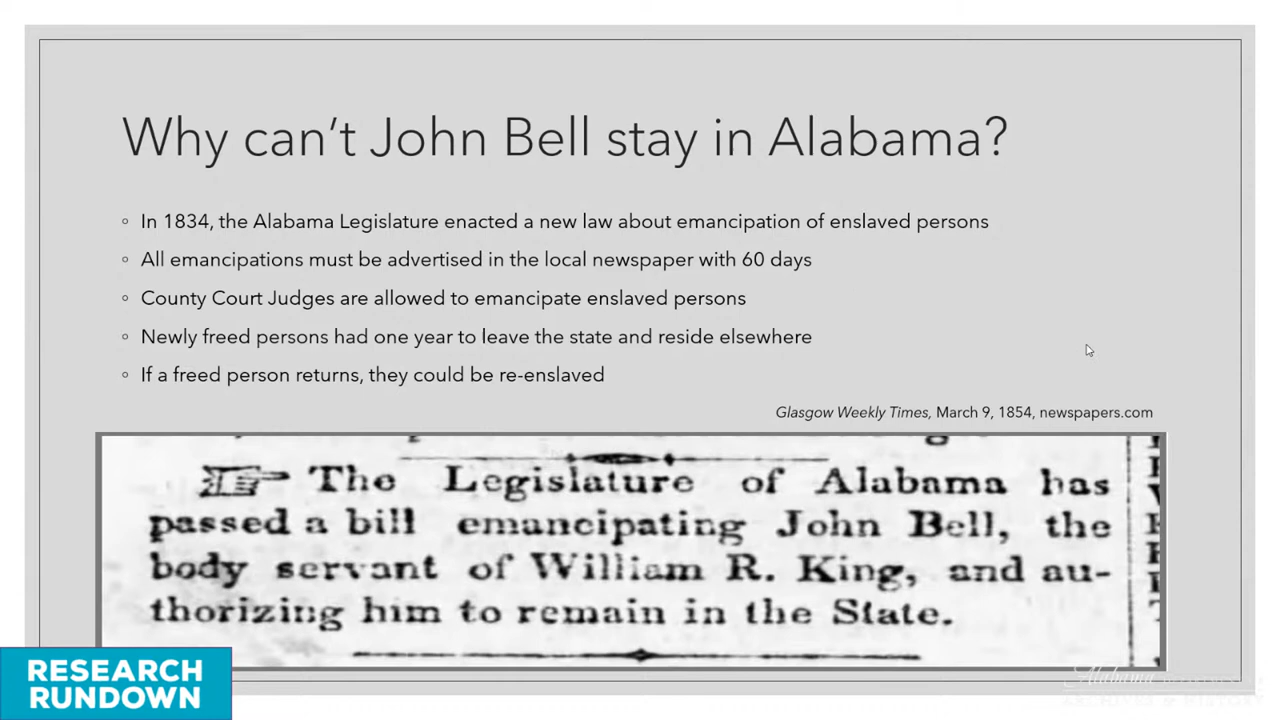 Why can't John Bell stay in Alabama?
◦ In 1834, the Alabama Legislature enacted a new law about emancipation of enslaved persons
◦ All emancipations must be advertised in the local newspaper with 60 days
◦ County Court Judges are allowed to emancipate enslaved persons
◦ Newly freed persons had one year to leave the state and reside elsewhere
◦ If a freed person returns, they could be re-enslaved
Glasgow Weekly Times, March 9, 1854, newspapers.com
The Legislature of Alabama has
passed a bill emancipating John Bell, the
body servant of William R. King, and au-
thorizing him to remain in the State.
RESEARCH
RUNDOWN
Alabama DEPARTMENT OF
ARCHIVES & HISTORY